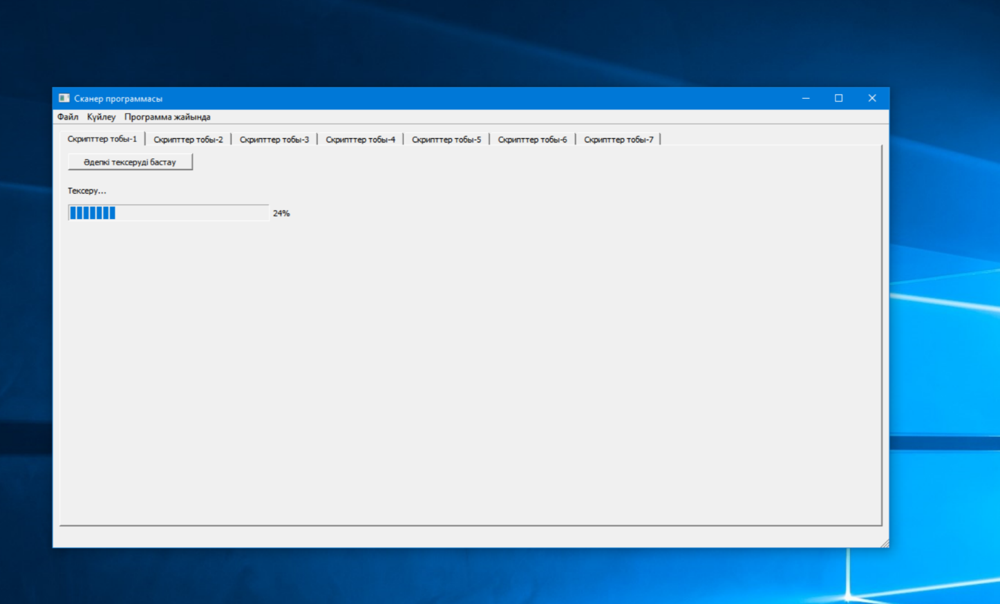 Сканер программасы
Файл Күйлеу Программа жайында
Скрипттер тобы-1 Скрипттер тобы-2 Скрипттер тобы-3 Скрипттер тобы-4 Скрипттер тобы-5 Скрипттер тобы-6 Скрипттер тобы-7
Әдепкі тексеруді бастау
Тексеру...
24%